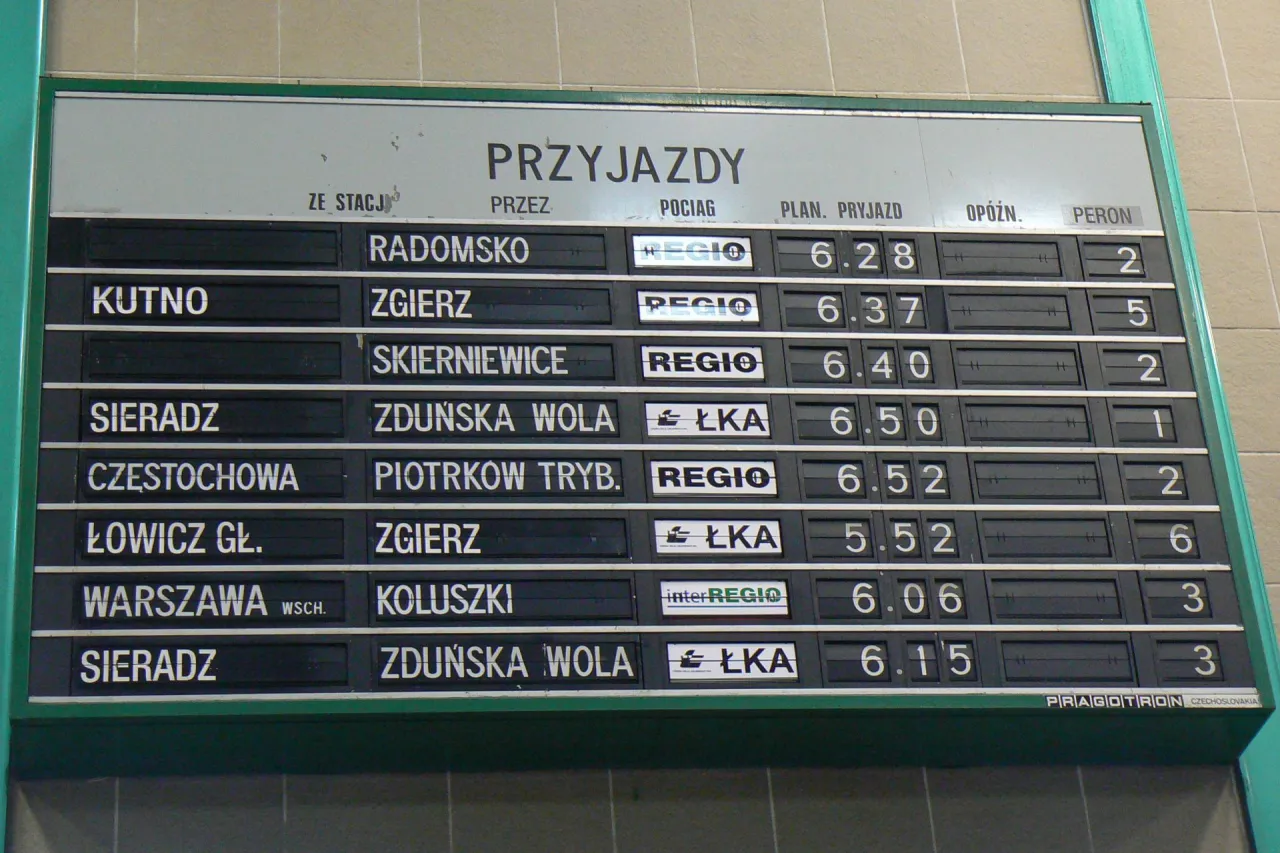 PRZYJAZDY
ZE STACJ PRZEZ POCIĄG PLAN. PRYJAZD OPÓŹN. PERON
RADOMSKO REGIO 6.28 2
KUTNO ZGIERZ REGIO 6.37 5
SKIERNIEWICE REGIO 6.40 2
SIERADZ ZDUŃSKA WOLA ŁKA 6.50 1
CZĘSTOCHOWA PIOTRKÓW TRYB. REGIO 6.52 2
ŁOWICZ GŁ. ZGIERZ ŁKA 5.52 6
WARSZAWA WSCH. KOLUSZKI interREGIO 6.06 3
SIERADZ ZDUŃSKA WOLA ŁKA 6.15 3
PRAGOTRON CZECHOSLOVAKIA